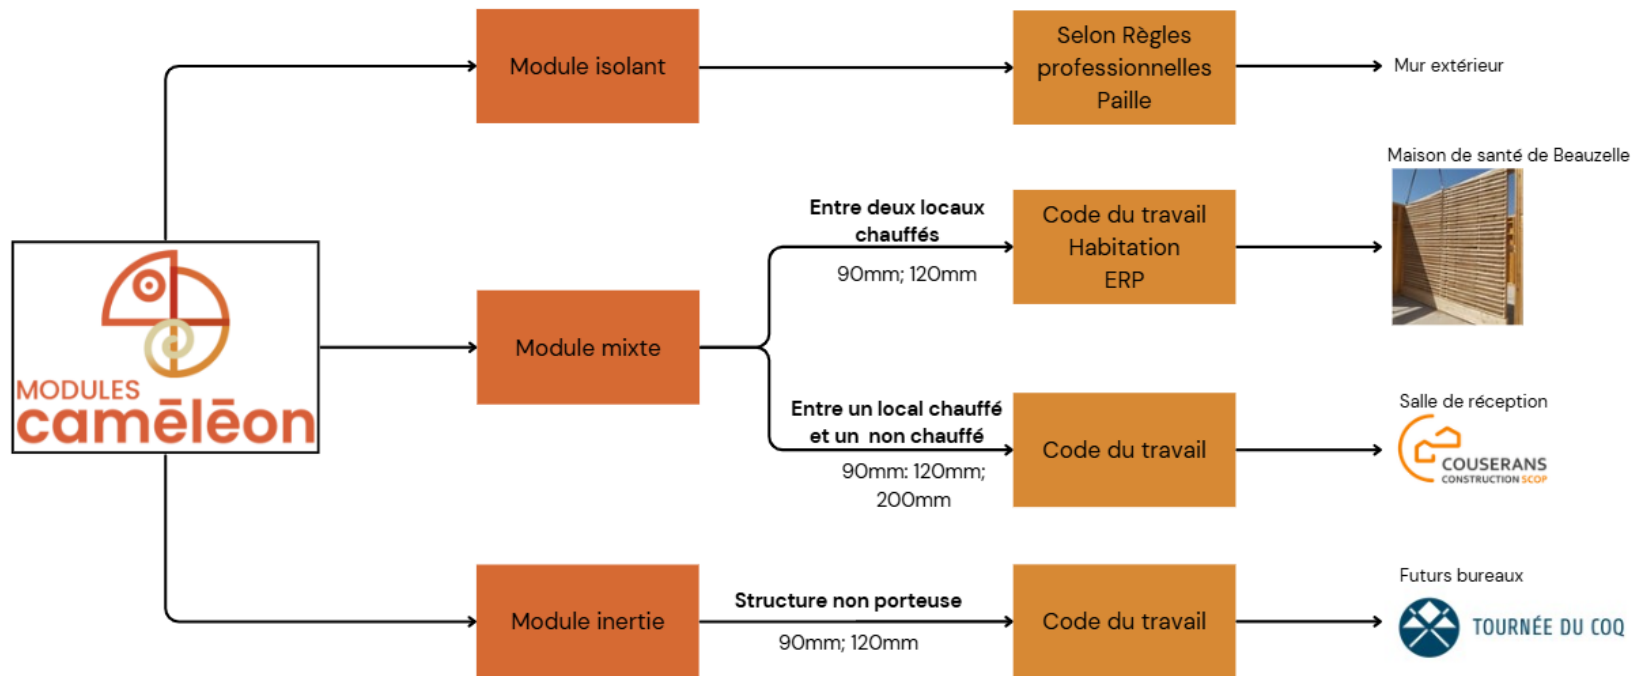 MODULES
camēlēon
Module isolant
Selon Règles
professionnelles
Paille
Mur extérieur
Module mixte
Entre deux locaux
chauffés
90mm; 120mm
Code du travail
Habitation
ERP
Maison de santé de Beauzelle
Entre un local chauffé
et un non chauffé
90mm: 120mm;
200mm
Code du travail
Salle de réception
COUSERANS
CONSTRUCTION SCOP
Module inertie
Structure non porteuse
90mm; 120mm
Code du travail
Futurs bureaux
TOURNÉE DU COQ